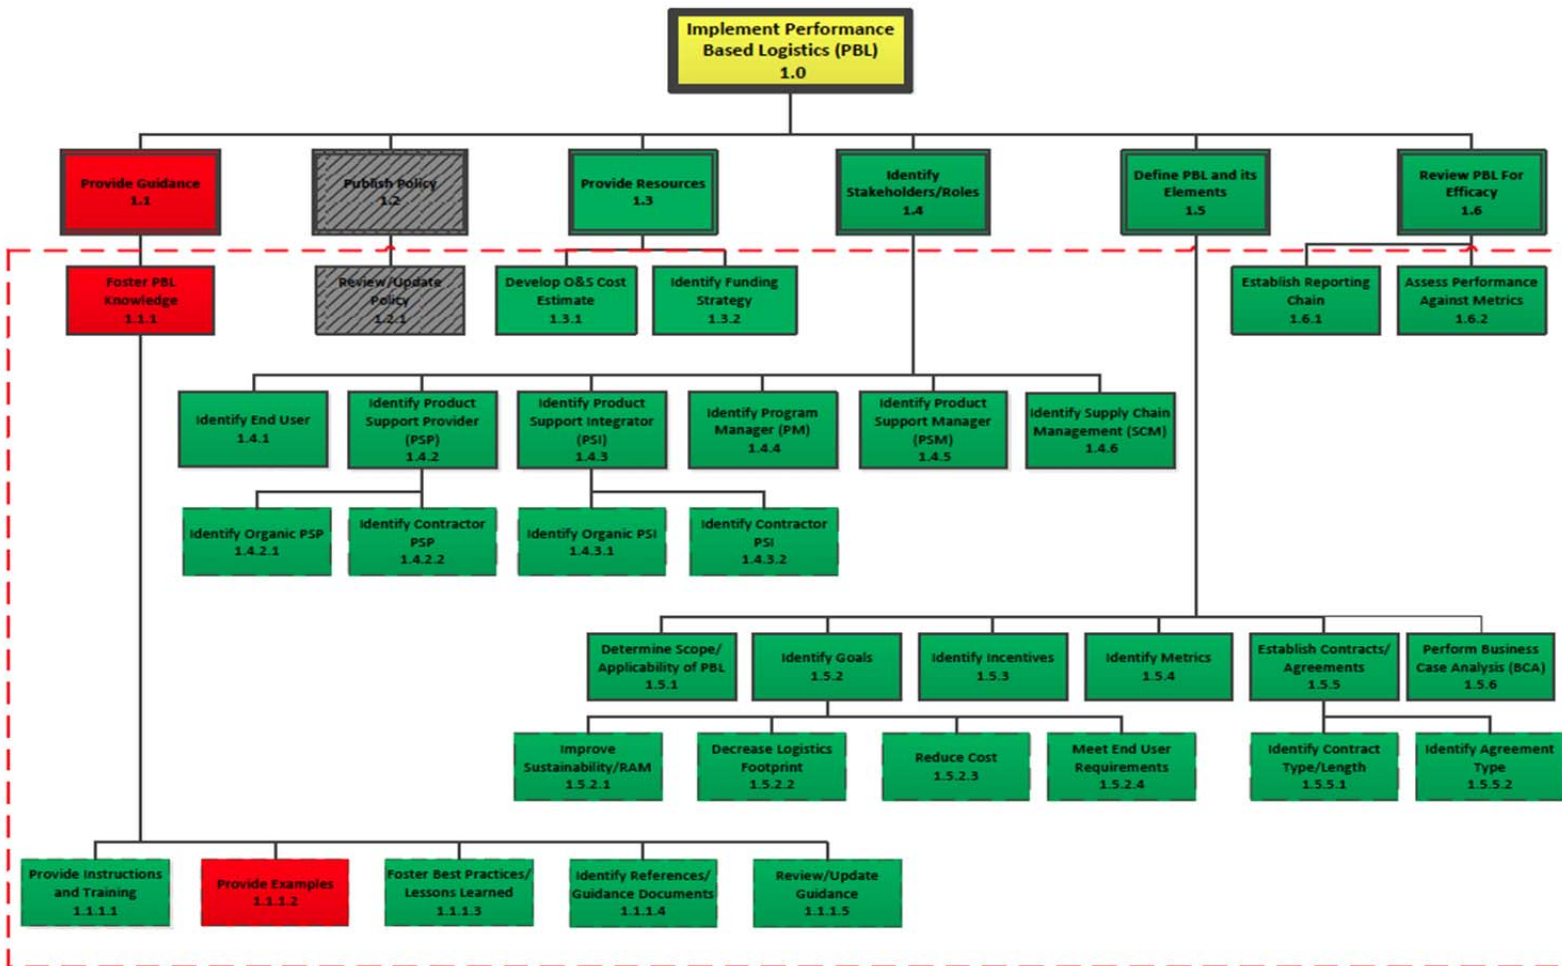 Implement Performance
Based Logistics (PBL)
1.0
Provide Guidance
1.1
Publish Policy
1.2
Provide Resources
1.3
Identify
Stakeholders/Roles
1.4
Define PBL and its
Elements
1.5
Review PBL For
Efficacy
1.6
Foster PBL
Knowledge
1.1.1
Review/Update
Policy
1.2.1
Develop O&S Cost
Estimate
1.3.1
Identify Funding
Strategy
1.3.2
Establish Reporting
Chain
1.6.1
Assess Performance
Against Metrics
1.6.2
Identify End User
1.4.1
Identify Product
Support Provider
(PSP)
1.4.2
Identify Product
Support Integrator
(PSI)
1.4.3
Identify Program
Manager (PM)
1.4.4
Identify Product
Support Manager
(PSM)
1.4.5
Identify Supply Chain
Management (SCM)
1.4.6
Identify Organic PSP
1.4.2.1
Identify Contractor
PSP
1.4.2.2
Identify Organic PSI
1.4.3.1
Identify Contractor
PSI
1.4.3.2
Determine Scope/
Applicability of PBL
1.5.1
Identify Goals
1.5.2
Identify Incentives
1.5.3
Identify Metrics
1.5.4
Establish Contracts/
Agreements
1.5.5
Perform Business
Case Analysis (BCA)
1.5.6
Improve
Sustainability/RAM
1.5.2.1
Decrease Logistics
Footprint
1.5.2.2
Reduce Cost
1.5.2.3
Meet End User
Requirements
1.5.2.4
Identify Contract
Type/Length
1.5.5.1
Identify Agreement
Type
1.5.5.2
Provide Instructions
and Training
1.1.1.1
Provide Examples
1.1.1.2
Foster Best Practices/
Lessons Learned
1.1.1.3
Identify References/
Guidance Documents
1.1.1.4
Review/Update
Guidance
1.1.1.5